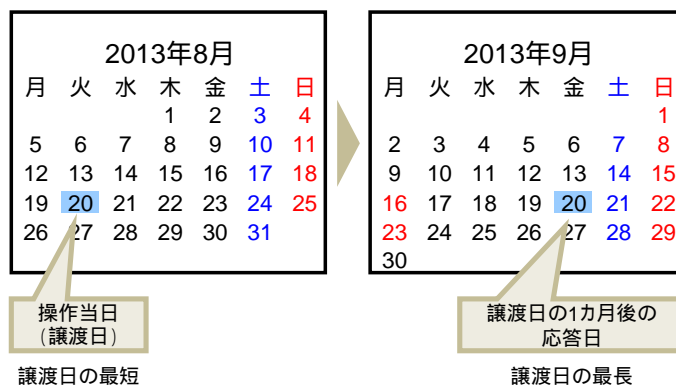 2013年8月
月 火 水 木 金 土 日
1 2 3 4
5 6 7 8 9 10 11
12 13 14 15 16 17 18
19 20 21 22 23 24 25
26 27 28 29 30 31
操作当日
(譲渡日)
譲渡日の最短
2013年9月
月 火 水 木 金 土 日
1
2 3 4 5 6 7 8
9 10 11 12 13 14 15
16 17 18 19 20 21 22
23 24 25 26 27 28 29
30
譲渡日の1カ月後の
応答日
譲渡日の最長